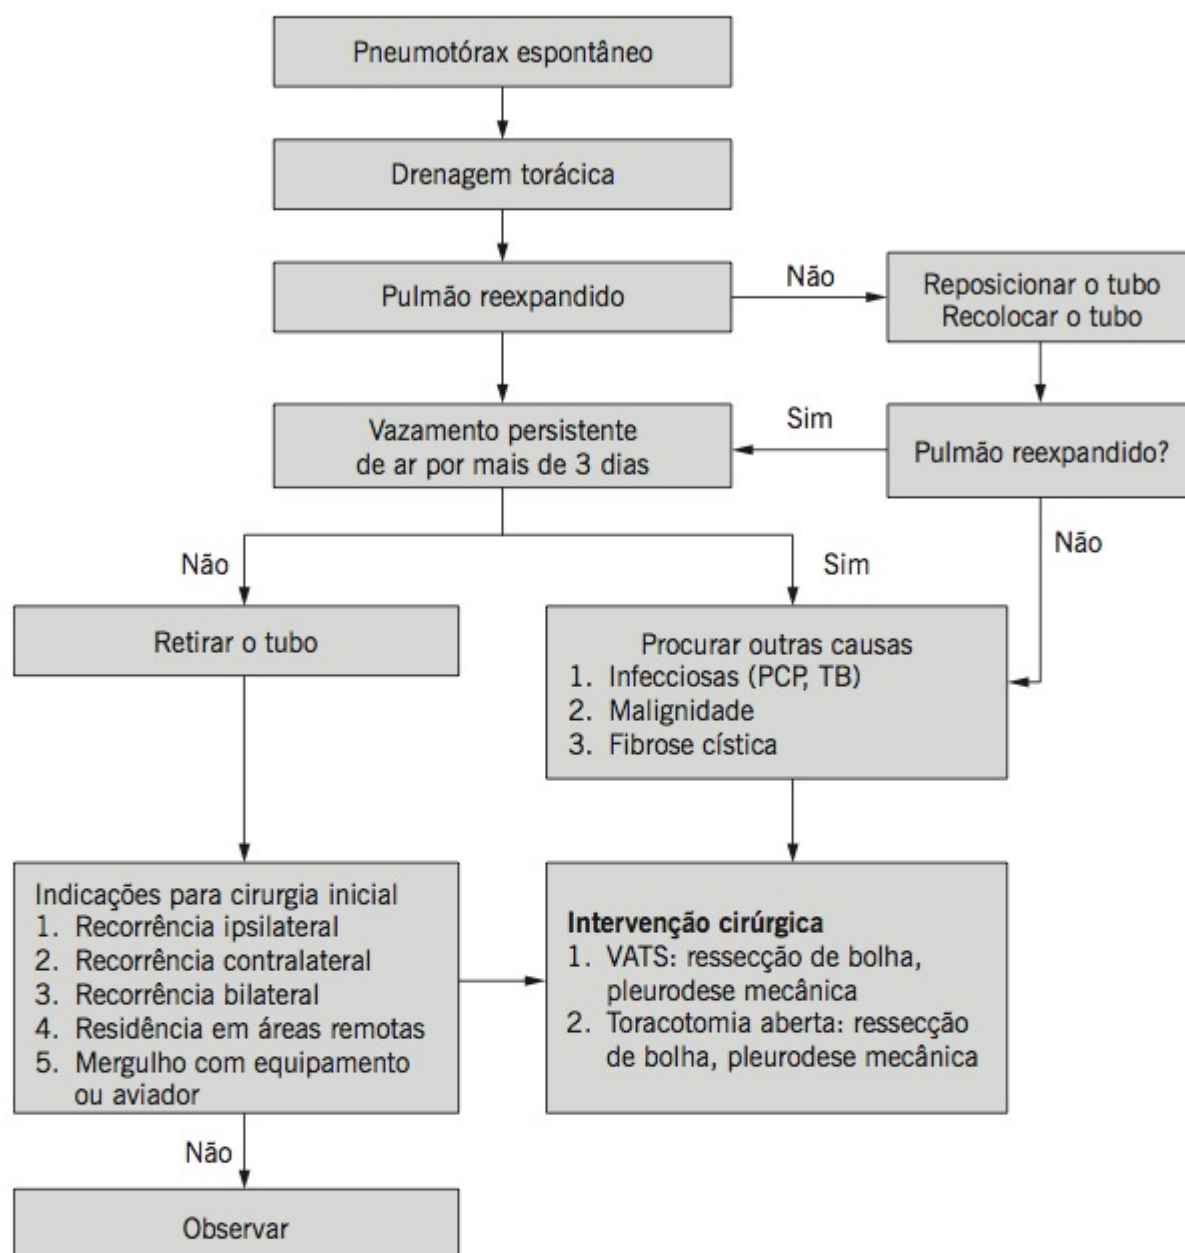 Pneumotórax espontâneo
Drenagem torácica
Pulmão reexpandido
Não
Reposicionar o tubo
Recolocar o tubo
Vazamento persistente
de ar por mais de 3 dias
Sim
Pulmão reexpandido?
Não
Não
Sim
Retirar o tubo
Procurar outras causas
1. Infecciosas (PCP, TB)
2. Malignidade
3. Fibrose cística
Indicações para cirurgia inicial
1. Recorrência ipsilateral
2. Recorrência contralateral
3. Recorrência bilateral
4. Residência em áreas remotas
5. Mergulho com equipamento
ou aviador
Intervenção cirúrgica
1. VATS: ressecção de bolha,
pleurodese mecânica
2. Toracotomia aberta: ressecção
de bolha, pleurodese mecânica
Não
Observar